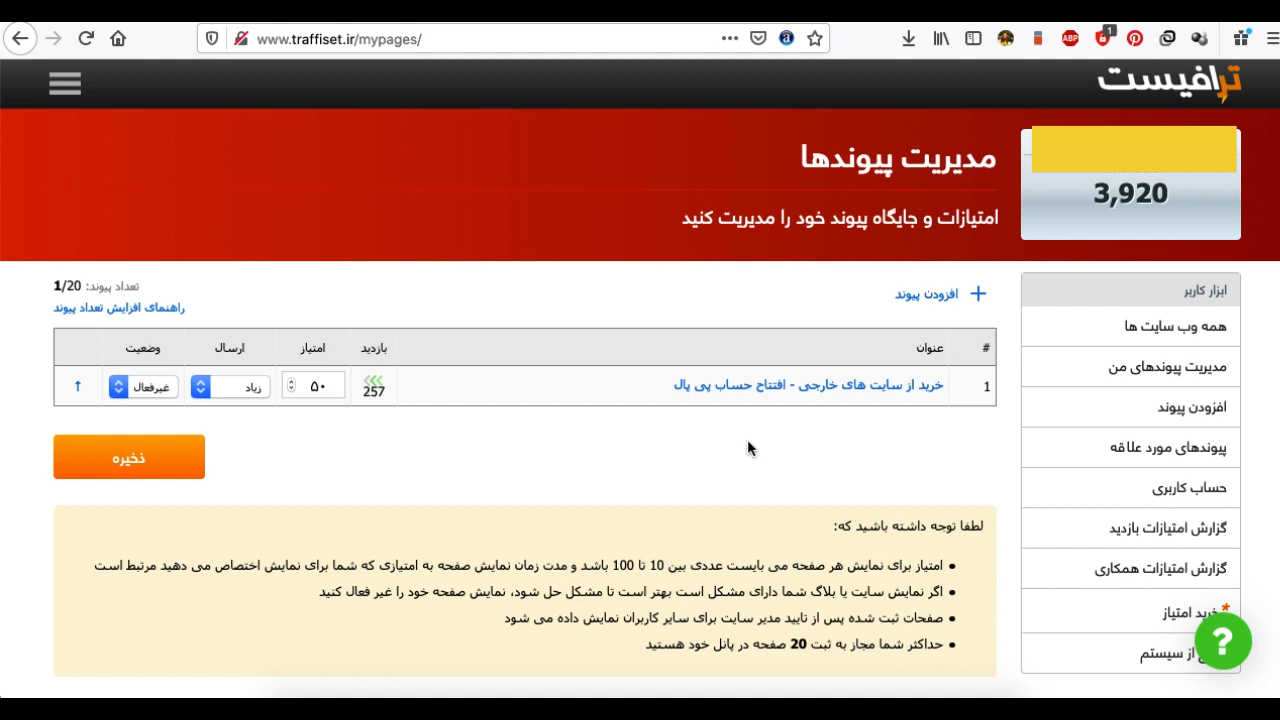 www.traffiset.ir/mypages/
ABP
1
ترافیست
3,920
مدیریت پیوندها
امتیازات و جایگاه پیوند خود را مدیریت کنید
ابزار کاربر
همه وب سایت ها
مدیریت پیوندهای من
افزودن پیوند
پیوندهای مورد علاقه
حساب کاربری
گزارش امتیازات بازدید
گزارش امتیازات همکاری
خرید امتیاز*
از سیستم
?
+ افزودن پیوند
تعداد پیوند: 1/20
راهنمای افزایش تعداد پیوند
# عنوان بازدید امتیاز ارسال وضعیت
1 خرید از سایت های خارجی - افتتاح حساب پی پال 257 ۵۰ زیاد غیرفعال ↑
ذخیره
لطفا توجه داشته باشید که:
• امتیاز برای نمایش هر صفحه می بایست عددی بین 10 تا 100 باشد و مدت زمان نمایش صفحه به امتیازی که شما برای نمایش اختصاص می دهید مرتبط است
• اگر نمایش سایت یا بلاگ شما دارای مشکل است بهتر است تا مشکل حل شود، نمایش صفحه خود را غیر فعال کنید
• صفحات ثبت شده پس از تایید مدیر سایت برای سایر کاربران نمایش داده می شود
• حداکثر شما مجاز به ثبت 20 صفحه در پانل خود هستید